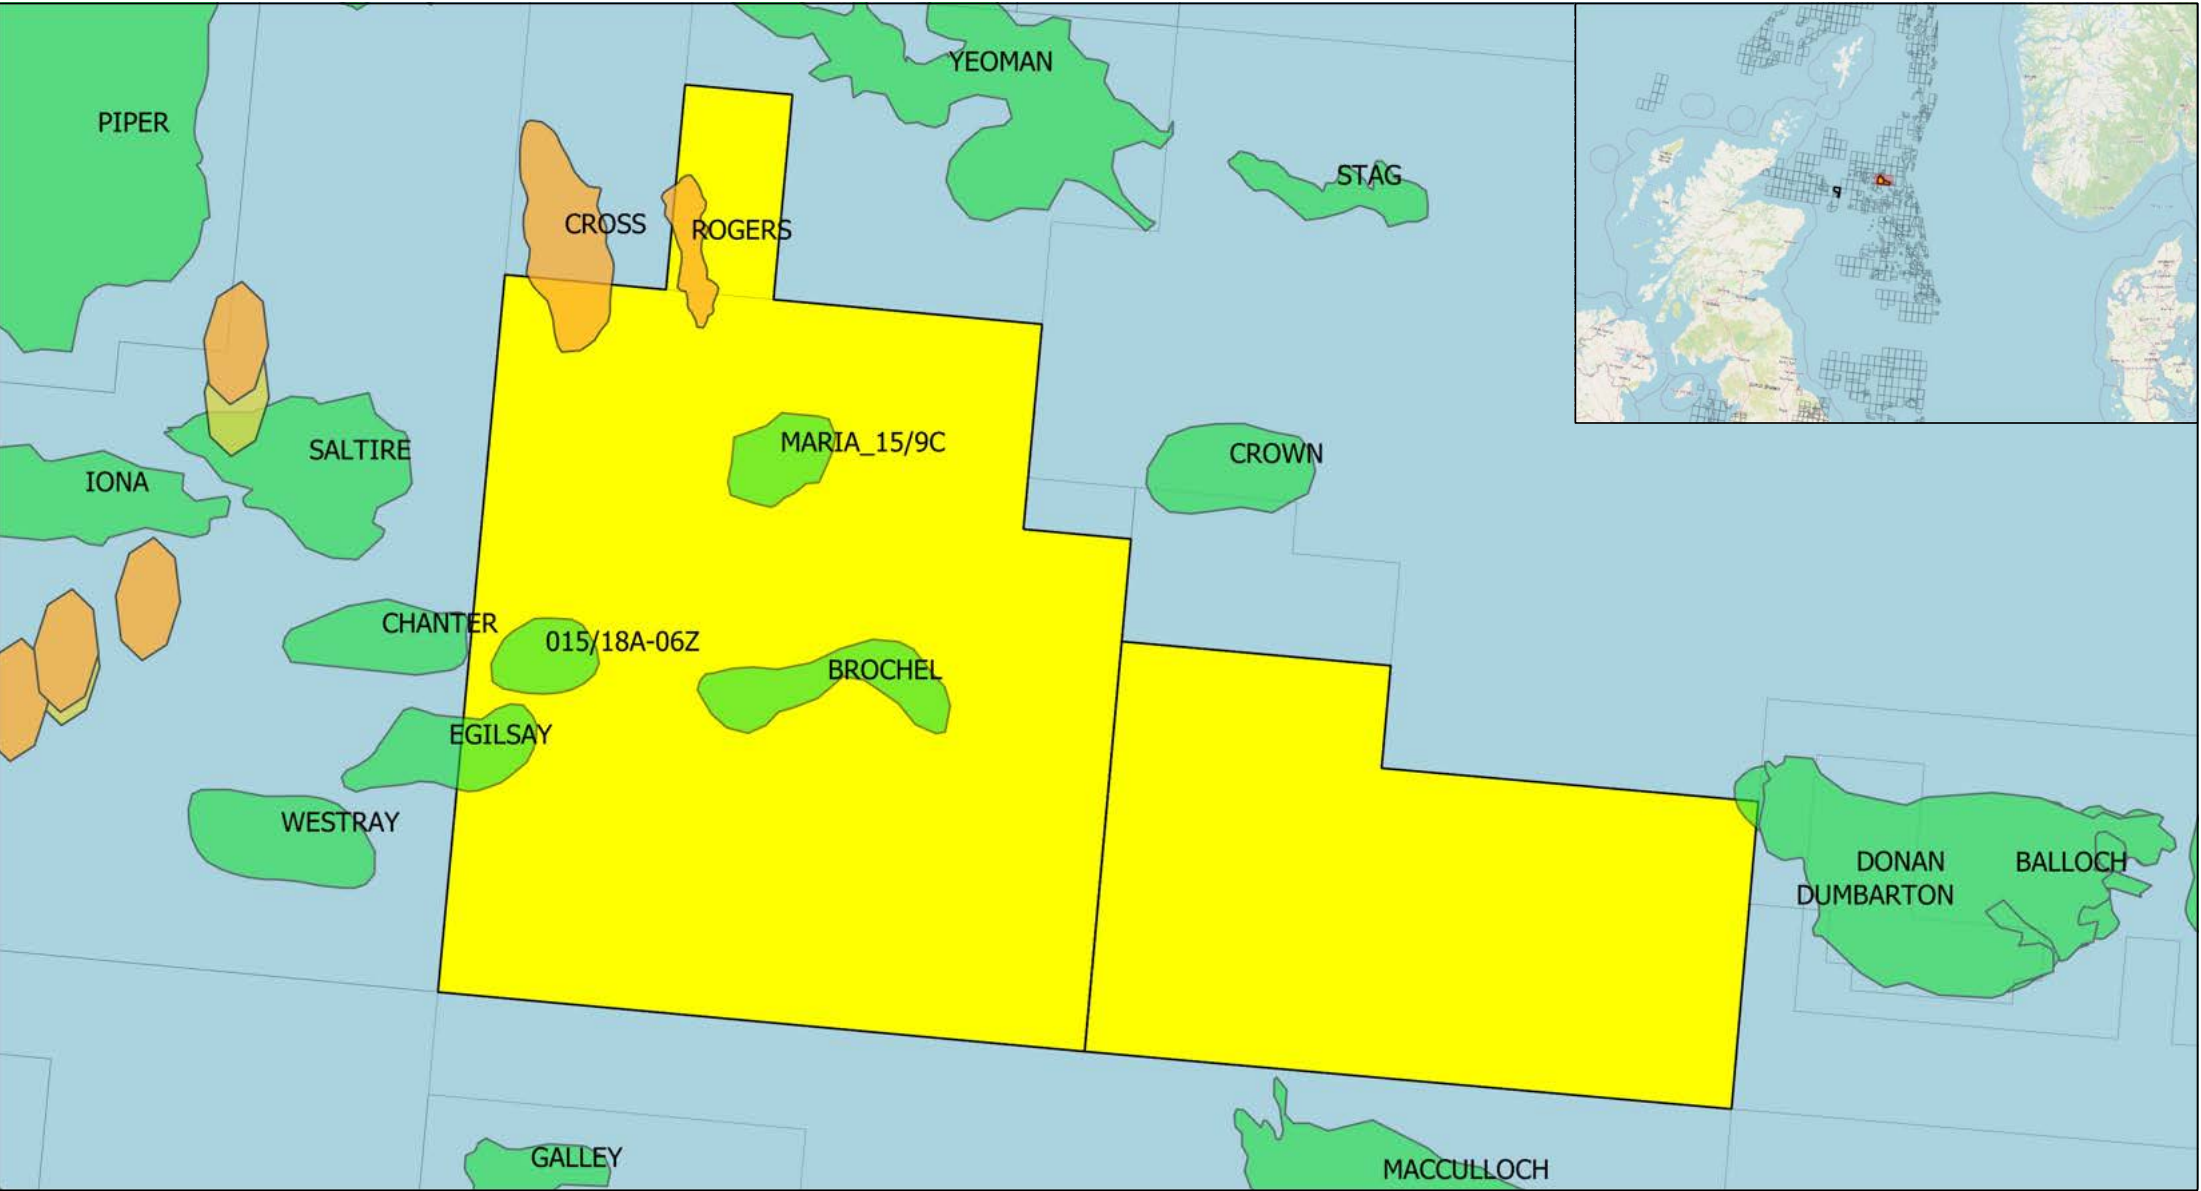 YEOMAN
PIPER
STAG
CROSS
ROGERS
MARIA_15/9C
SALTIRE
CROWN
IONA
CHANTER
015/18A-06Z
BROCHEL
EGILSAY
WESTRAY
DONAN
BALLOCH
DUMBARTON
GALLEY
MACCULLOCH